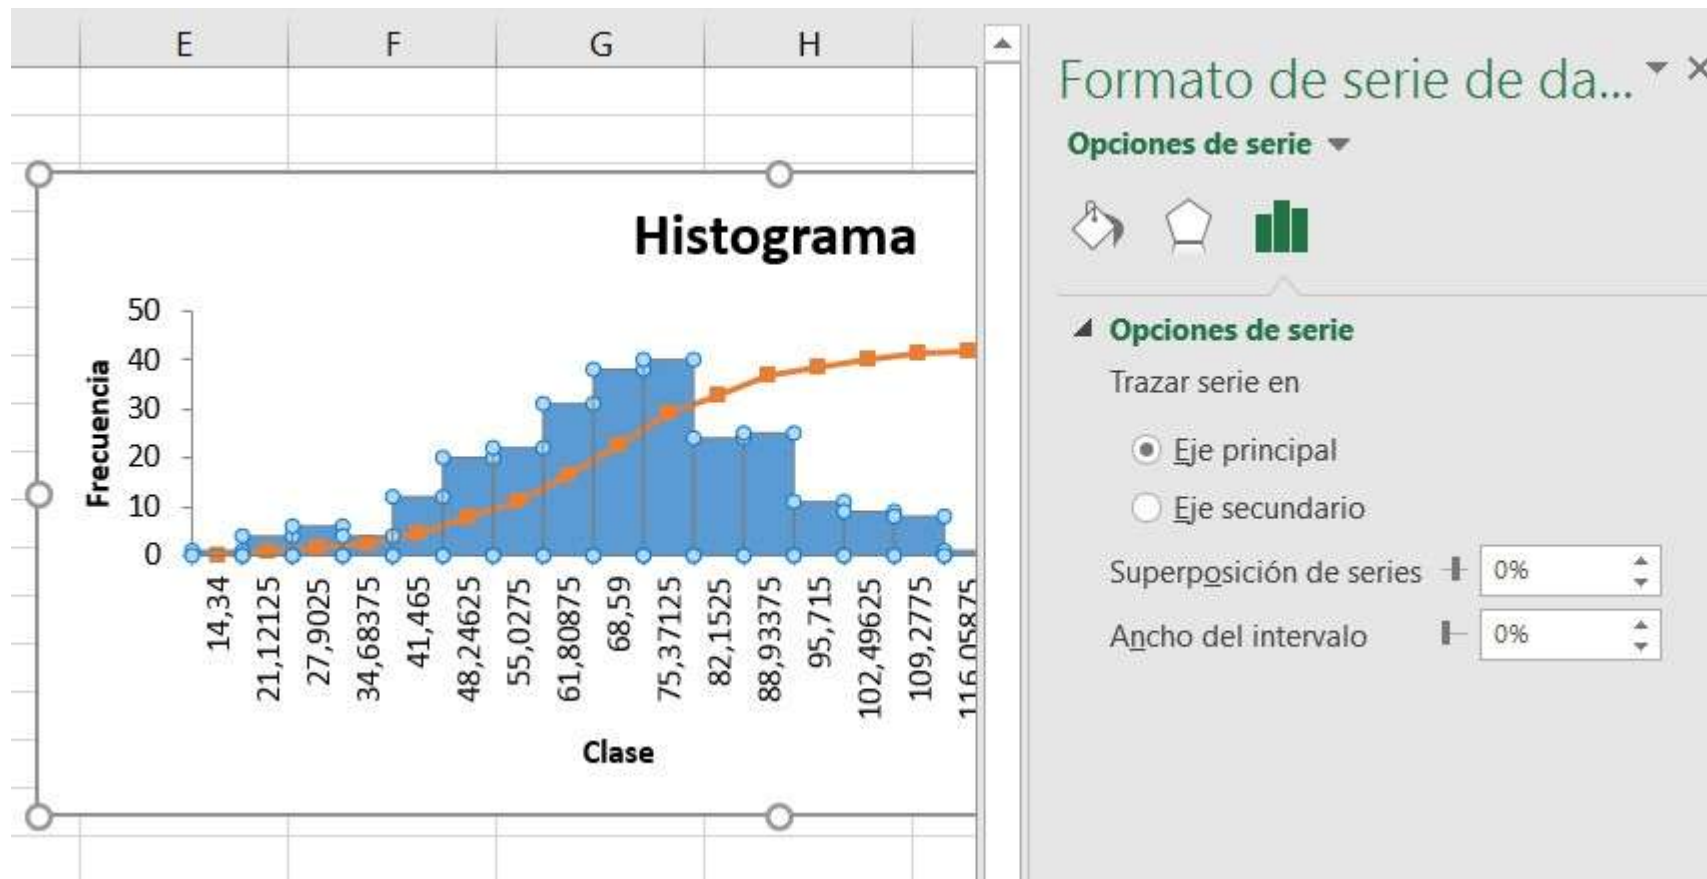 E F G H
Formato de serie de da...
Opciones de serie
Histograma
Opciones de serie
Trazar serie en
Eje principal
Eje secundario
Superposición de series 0%
Ancho del intervalo 0%
Frecuencia
50
40
30
20
10
0
14,34
21,12125
27,9025
34,68375
41,465
48,24625
55,0275
61,80875
68,59
75,37125
82,1525
88,93375
95,715
102,49625
109,2775
116,05875
Clase